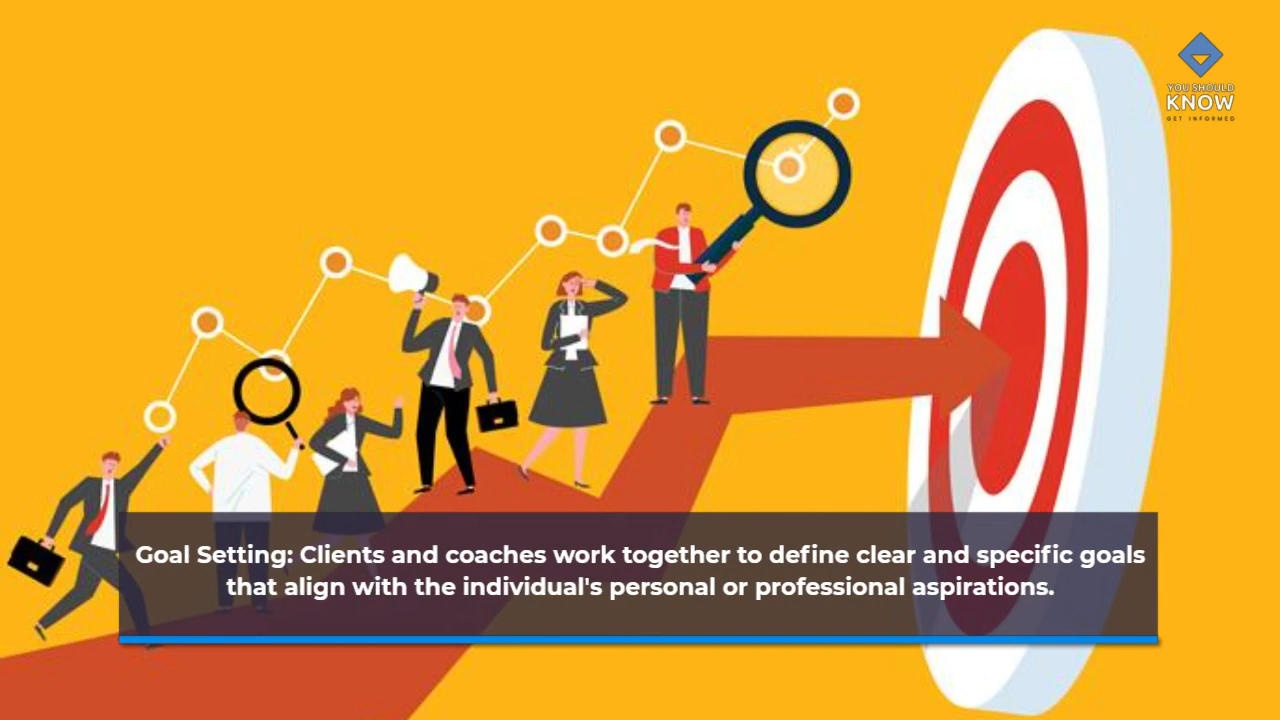 YOU SHOULD
KNOW
GET INFORMED
Goal Setting: Clients and coaches work together to define clear and specific goals
that align with the individual's personal or professional aspirations.